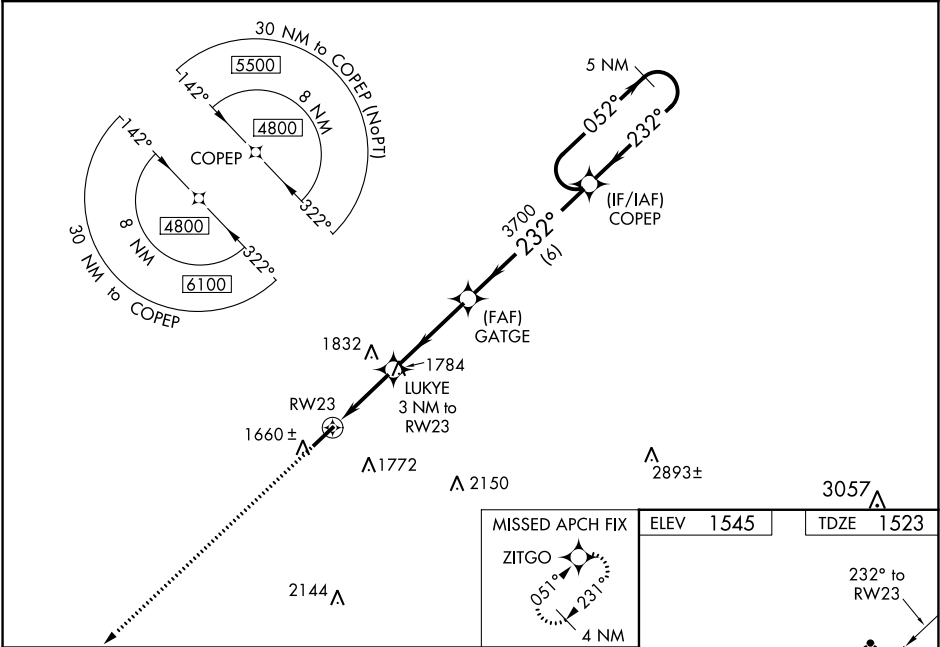 30 NM to COPEP (NoPT)
5500
142°
8 NM
4800
COPEP
322°
142°
4800
8 NM
322°
6100
30 NM to COPEP
5 NM
052°
232°
(IF/IAF)
COPEP
3700
232°
(6)
(FAF)
GATGE
1832
1784
LUKYE
3 NM to
RW23
RW23
1660 ±
1772
2150
2893±
3057
2144
MISSED APCH FIX
ZITGO
051°
231°
4 NM
ELEV 1545
TDZE 1523
232° to
RW23